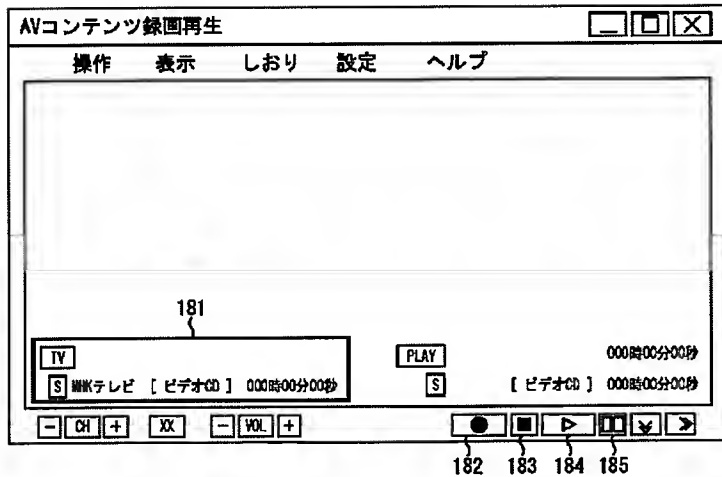 AVコンテンツ録画再生
操作 表示 しおり 設定 ヘルプ
181
TV PLAY 000時00分00秒
S MHKテレビ [ ビデオCD ] 000時00分00秒 S [ ビデオCD ] 000時00分00秒
- CH + XX - VOL +
182 183 184 185